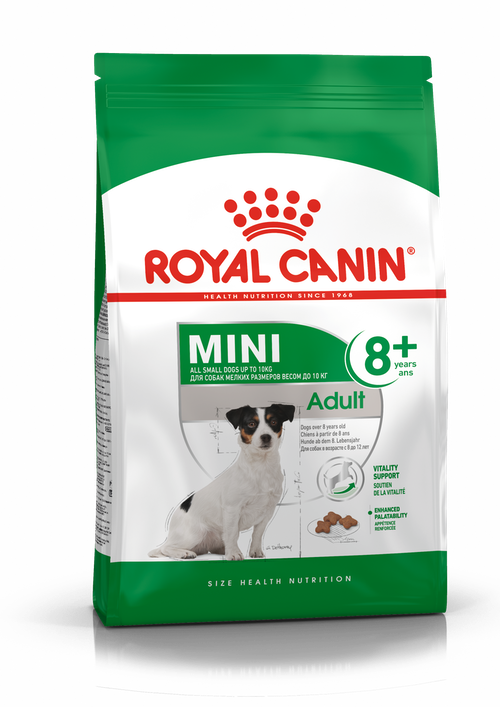 ROYAL CANIN®
HEALTH NUTRITION SINCE 1968
MINI
ALL SMALL DOGS UP TO 10KG
ДЛЯ СОБАК МЕЛКИХ РАЗМЕРОВ ВЕСОМ ДО 10 КГ
8+
years
ans
Adult
Dogs over 8 years old
Chiens à partir de 8 ans
Hunde ab dem 8. Lebensjahr
Для собак в возрасте с 8 до 12 лет
VITALITY
SUPPORT
SOUTIEN
DE LA VITALITÉ
ENHANCED
PALATABILITY
APPÉTENCE
RENFORCÉE
SIZE HEALTH NUTRITION